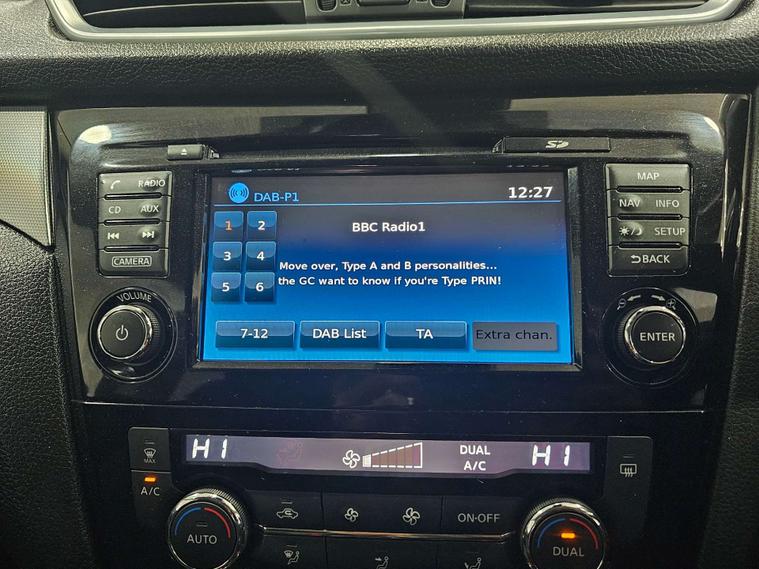 SD
RADIO
CD AUX
CAMERA
VOLUME
DAB-P1
12:27
1 2
BBC Radio1
3 4
Move over, Type A and B personalities...
5 6
the GC want to know if you're Type PRIN!
7-12
DAB List
TA
Extra chan.
MAP
NAV INFO
SETUP
BACK
ENTER
MAX
A/C
HI
DUAL
A/C
HI
AUTO
ON·OFF
DUAL